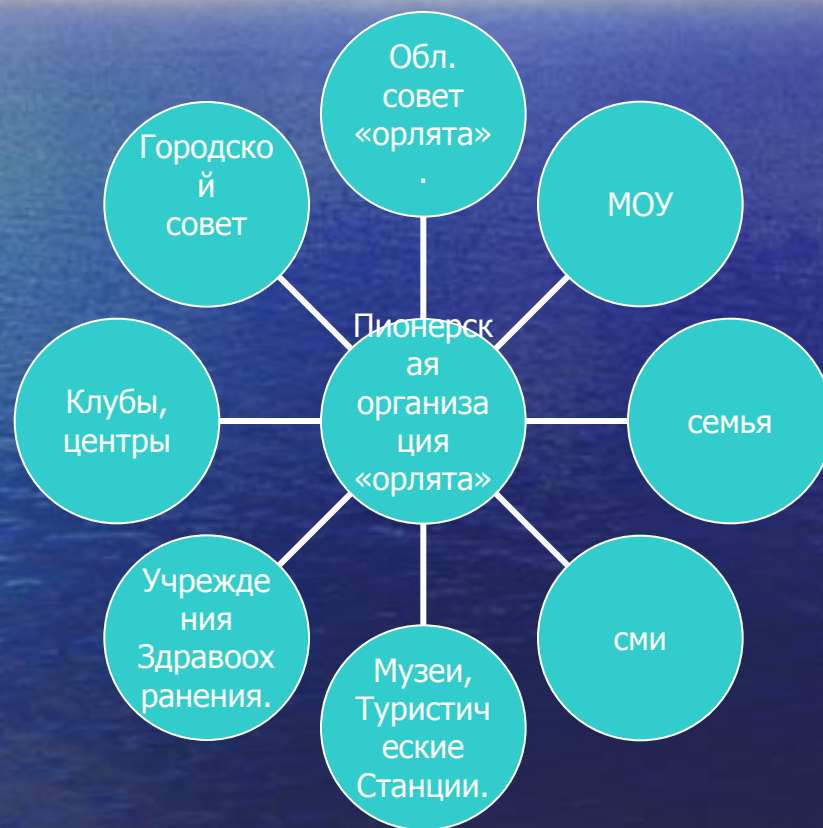 Обл.
совет
«орлята»
.
Городско
й
совет
МОУ
Пионерск
ая
организа
ция
«орлята»
Клубы,
центры
семья
Учрежде
ния
Здравоох
ранения.
сми
Музеи,
Туристич
еские
Станции.